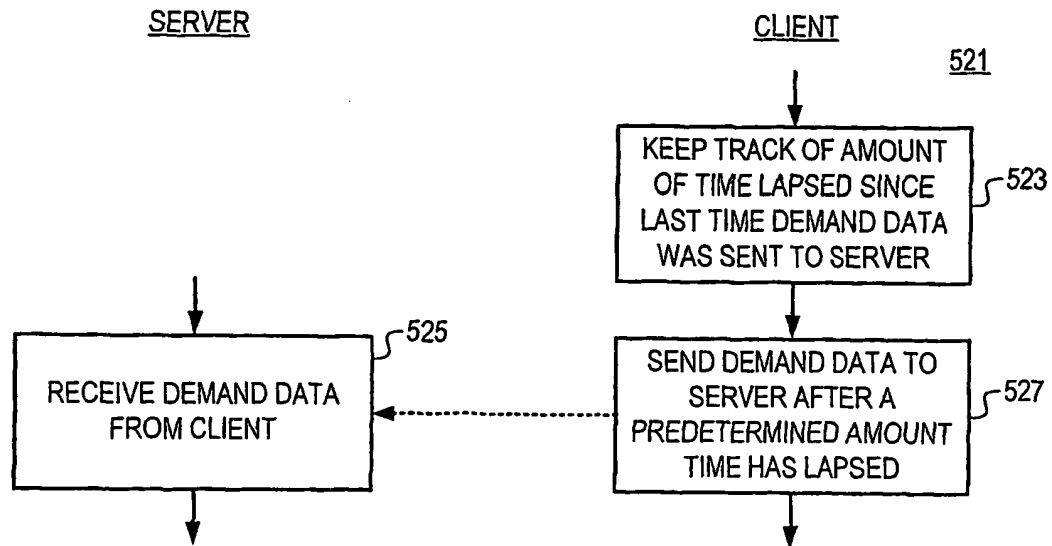 SERVER
CLIENT
521
KEEP TRACK OF AMOUNT
OF TIME LAPSED SINCE
LAST TIME DEMAND DATA
WAS SENT TO SERVER
523
525
RECEIVE DEMAND DATA
FROM CLIENT
SEND DEMAND DATA TO
SERVER AFTER A
PREDETERMINED AMOUNT
TIME HAS LAPSED
527